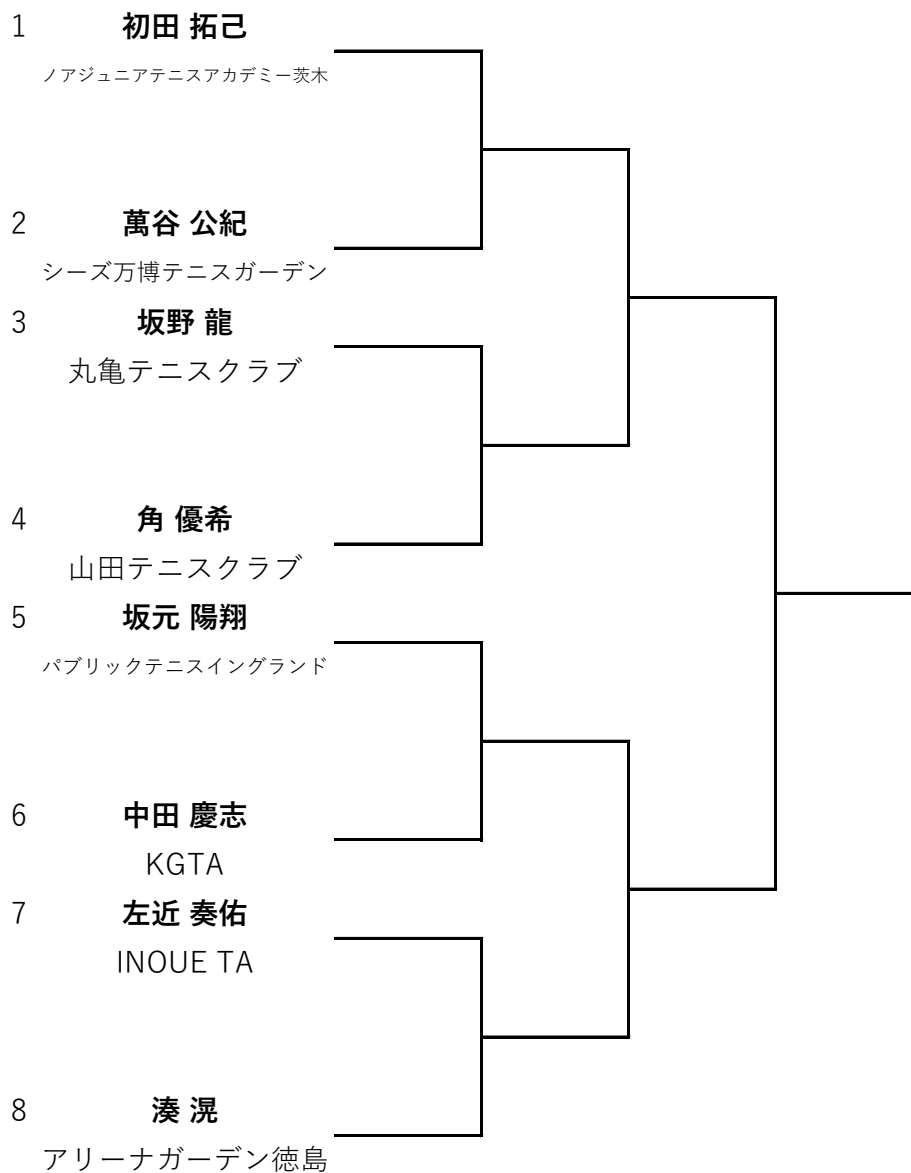 1 初田 拓己
ノアジュニアテニスアカデミー茨木
2 萬谷 公紀
シーズ万博テニスガーデン
3 坂野 龍
丸亀テニスクラブ
4 角 優希
山田テニスクラブ
5 坂元 陽翔
パブリックテニスイングランド
6 中田 慶志
KGTA
7 左近 奏佑
INOUE TA
8 湊 滉
アリーナガーデン徳島